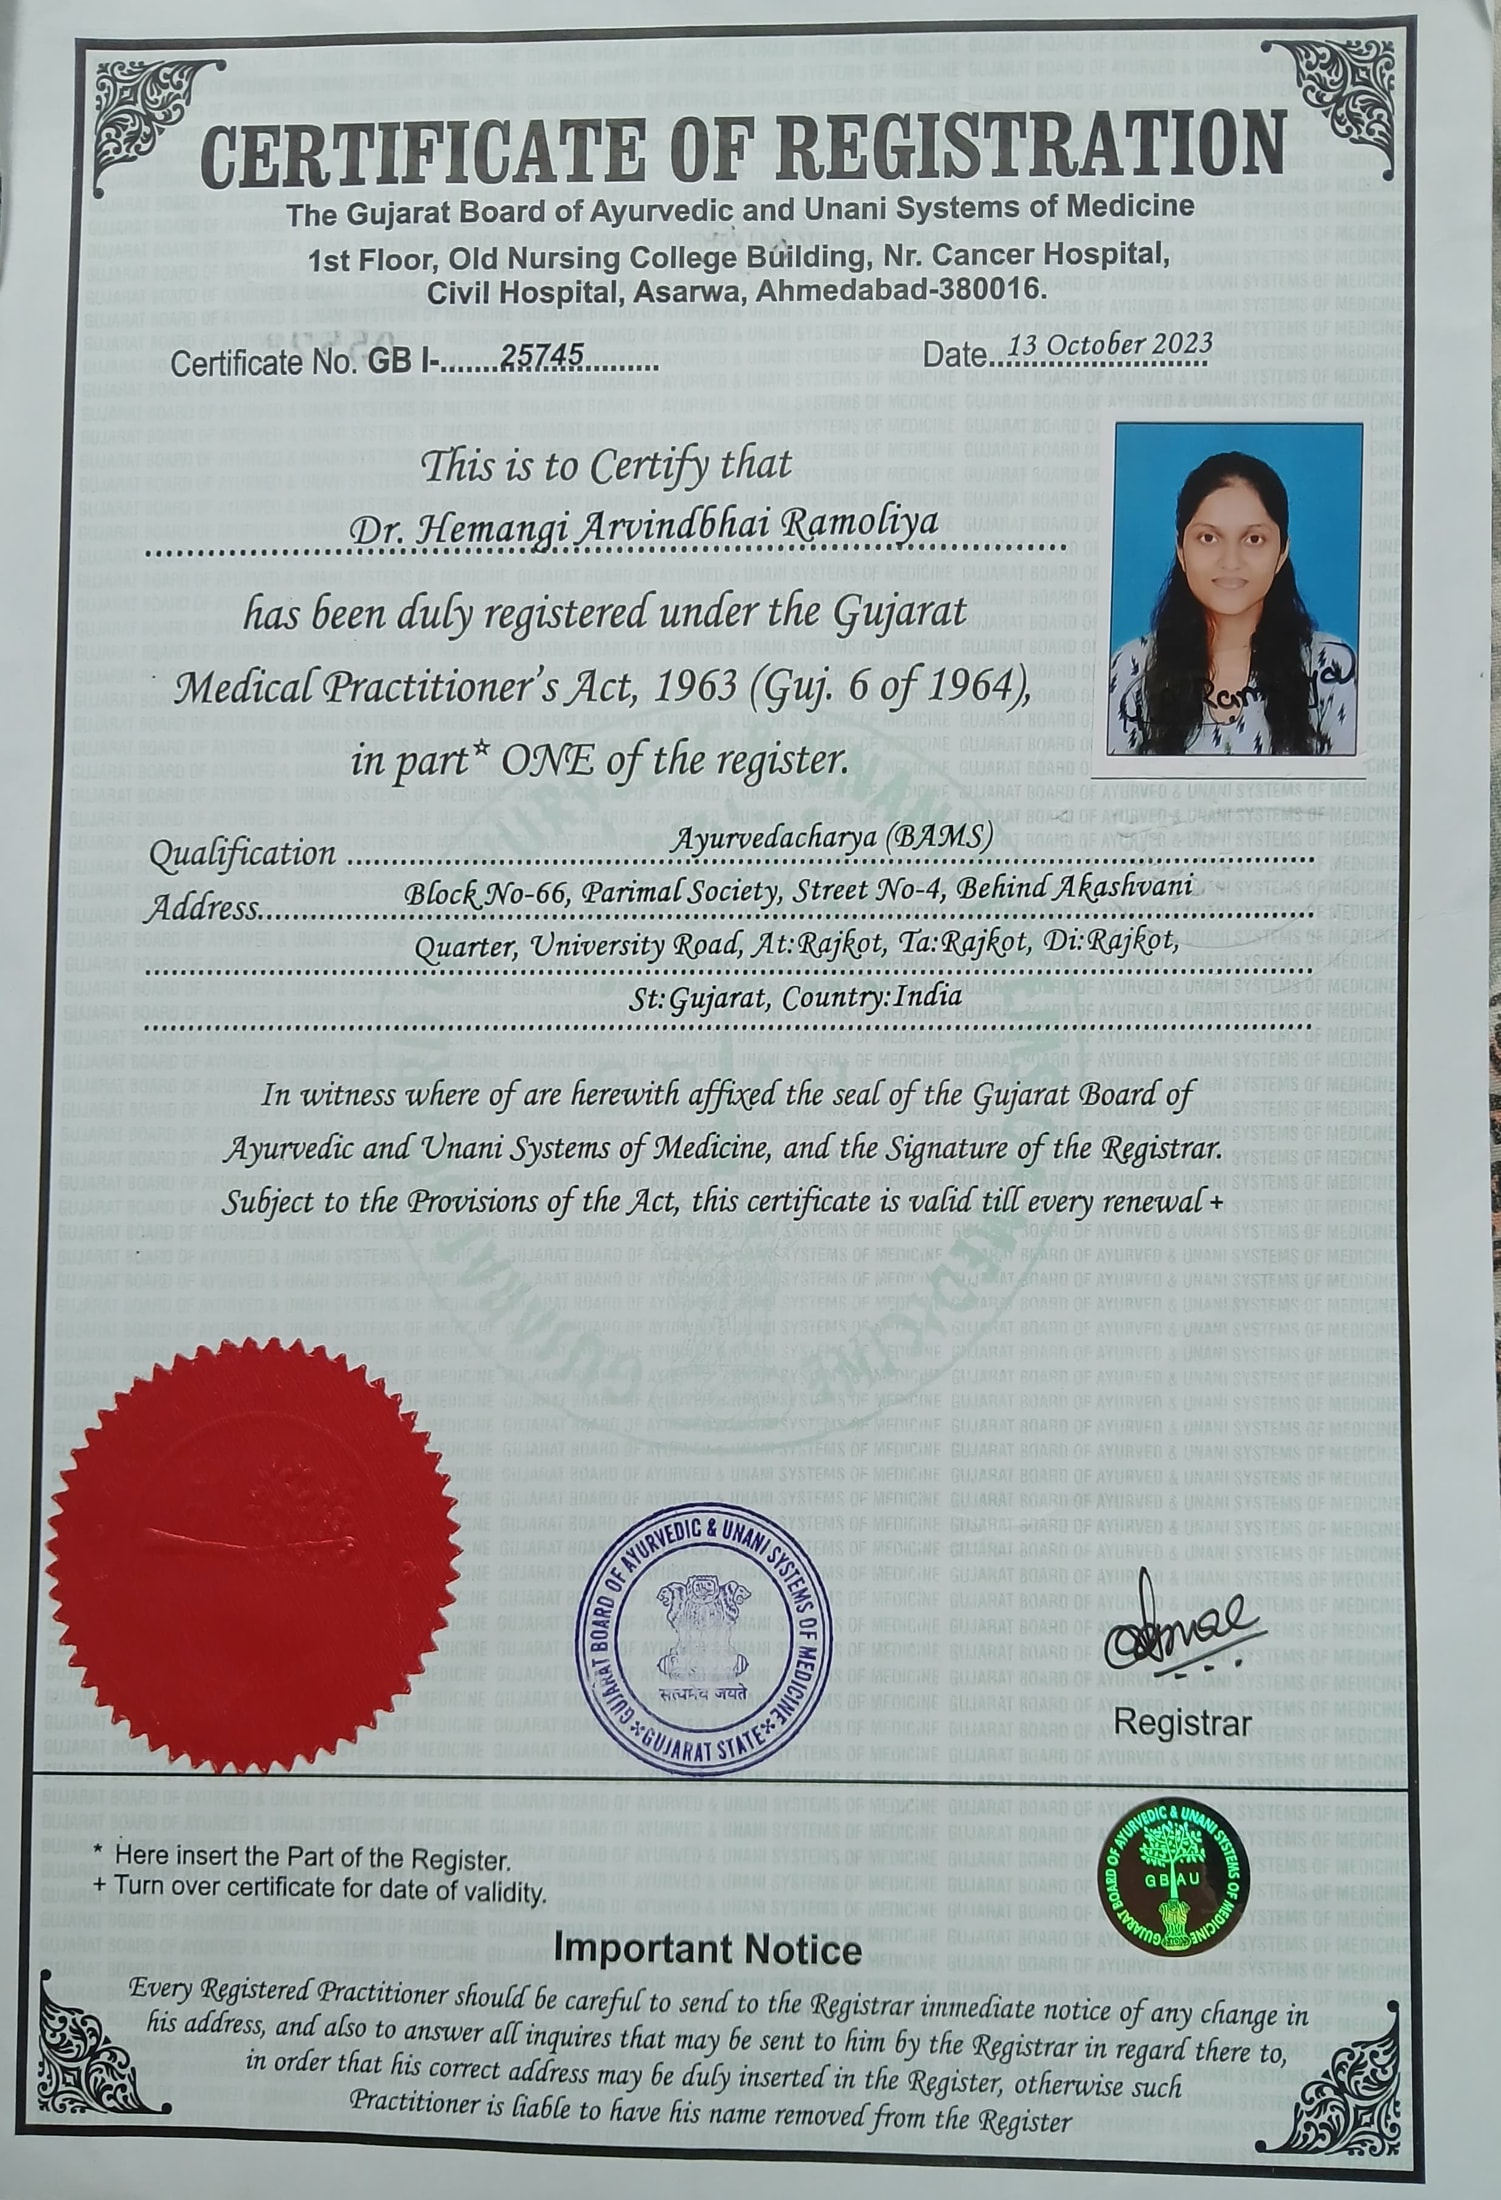 CERTIFICATE OF REGISTRATION
The Gujarat Board of Ayurvedic and Unani Systems of Medicine
1st Floor, Old Nursing College Building, Nr. Cancer Hospital,
Civil Hospital, Asarwa, Ahmedabad-380016.
Certificate No. GB I-.......25745..........
Date..13 October 2023
This is to Certify that
Dr. Hemangi Arvindbhai Ramoliya
has been duly registered under the Gujarat
Medical Practitioner's Act, 1963 (Guj. 6 of 1964),
in part* ONE of the register.
Qualification Ayurvedacharya (BAMS)
Address Block No-66, Parimal Society, Street No-4, Behind Akashvani
Quarter, University Road, At:Rajkot, Ta:Rajkot, Di:Rajkot,
St:Gujarat, Country:India
In witness where of are herewith affixed the seal of the Gujarat Board of
Ayurvedic and Unani Systems of Medicine, and the Signature of the Registrar.
Subject to the Provisions of the Act, this certificate is valid till every renewal +
GUJARAT BOARD OF AYURVEDIC & UNANI SYSTEMS OF MEDICINE
सत्यमेव जयते
GUJARAT STATE
Registrar
GUJARAT BOARD OF AYURVEDIC & UNANI SYSTEMS OF MEDICINE
GBAU
* Here insert the Part of the Register.
+ Turn over certificate for date of validity.
Important Notice
Every Registered Practitioner should be careful to send to the Registrar immediate notice of any change in
his address, and also to answer all inquires that may be sent to him by the Registrar in regard there to,
in order that his correct address may be duly inserted in the Register, otherwise such
Practitioner is liable to have his name removed from the Register